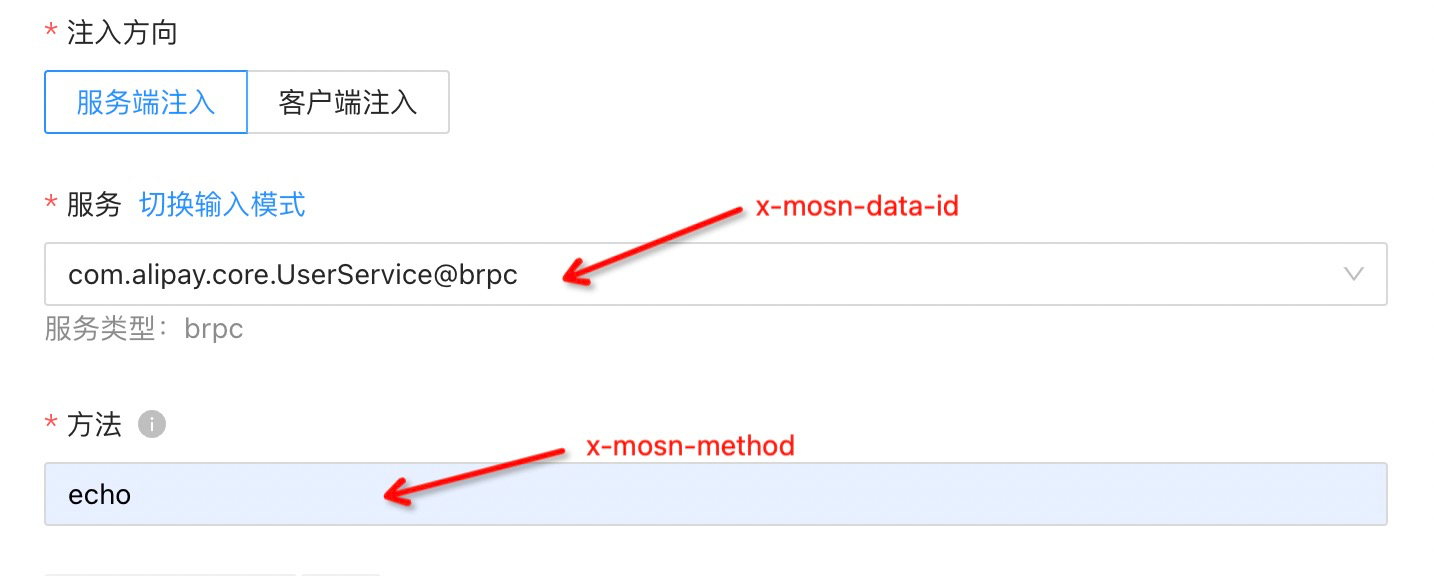 * 注入方向
服务端注入 客户端注入
* 服务 切换输入模式
x-mosn-data-id
com.alipay.core.UserService@brpc
服务类型：brpc
* 方法
x-mosn-method
echo